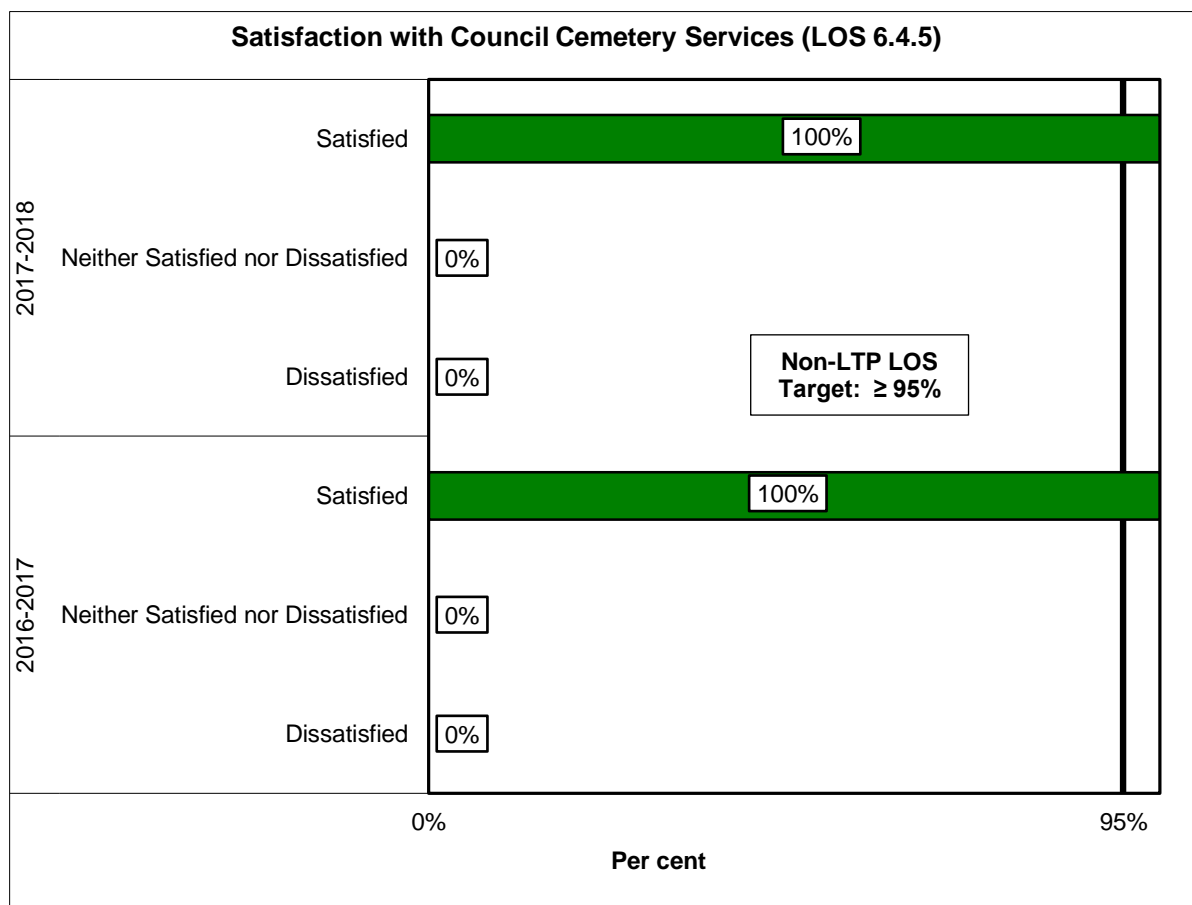 Satisfaction with Council Cemetery Services (LOS 6.4.5)
2017-2018
Satisfied
100%
Neither Satisfied nor Dissatisfied
0%
Dissatisfied
0%
Non-LTP LOS
Target: ≥ 95%
2016-2017
Satisfied
100%
Neither Satisfied nor Dissatisfied
0%
Dissatisfied
0%
0%
95%
Per cent